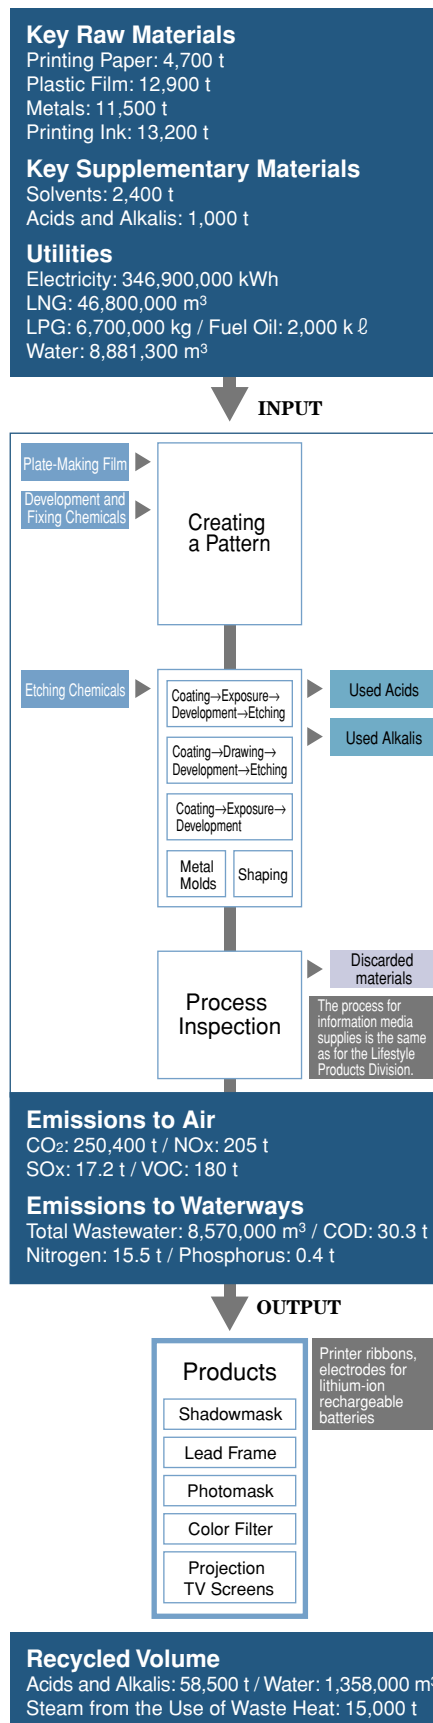 Key Raw Materials
Printing Paper: 4,700 t
Plastic Film: 12,900 t
Metals: 11,500 t
Printing Ink: 13,200 t
Key Supplementary Materials
Solvents: 2,400 t
Acids and Alkalis: 1,000 t
Utilities
Electricity: 346,900,000 kWh
LNG: 46,800,000 m³
LPG: 6,700,000 kg / Fuel Oil: 2,000 k ℓ
Water: 8,881,300 m³
INPUT
Plate-Making Film
Development and
Fixing Chemicals
Creating
a Pattern
Etching Chemicals
Coating→Exposure→
Development→Etching
Used Acids
Used Alkalis
Coating→Drawing→
Development→Etching
Coating→Exposure→
Development
Metal
Molds
Shaping
Process
Inspection
Discarded
materials
The process for
information media
supplies is the same
as for the Lifestyle
Products Division.
Emissions to Air
CO₂: 250,400 t / NOx: 205 t
SOx: 17.2 t / VOC: 180 t
Emissions to Waterways
Total Wastewater: 8,570,000 m³ / COD: 30.3 t
Nitrogen: 15.5 t / Phosphorus: 0.4 t
OUTPUT
Products
Shadowmask
Lead Frame
Photomask
Color Filter
Projection
TV Screens
Printer ribbons,
electrodes for
lithium-ion
rechargeable
batteries
Recycled Volume
Acids and Alkalis: 58,500 t / Water: 1,358,000 m³
Steam from the Use of Waste Heat: 15,000 t